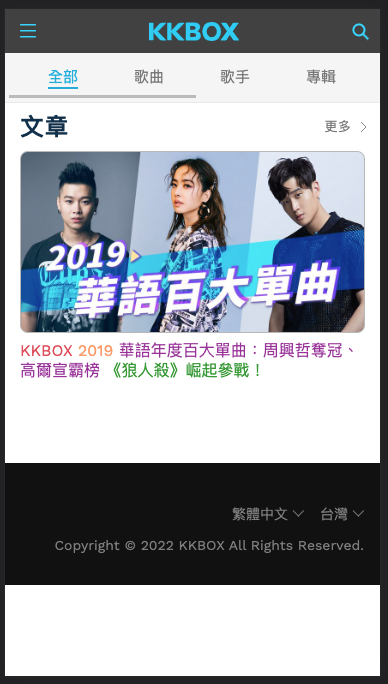 KKBOX
全部
歌曲
歌手
專輯
文章
更多
2019
華語百大單曲
KKBOX 2019 華語年度百大單曲：周興哲奪冠、
高爾宣霸榜 《狼人殺》崛起參戰！
繁體中文
台灣
Copyright © 2022 KKBOX All Rights Reserved.